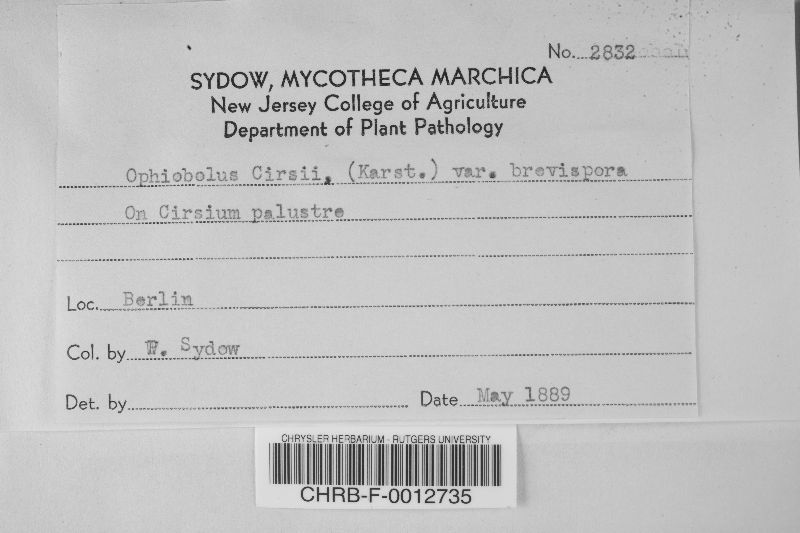 No. 2832
SYDOW, MYCOTHECA MARCHICA
New Jersey College of Agriculture
Department of Plant Pathology
Ophiobolus Cirsii, (Karst.) var. brevispora
On Cirsium palustre
Loc. Berlin
Col. by P. Sydow
Det. by
Date May 1889
CHRYSLER HERBARIUM - RUTGERS UNIVERSITY
CHRB-F-0012735